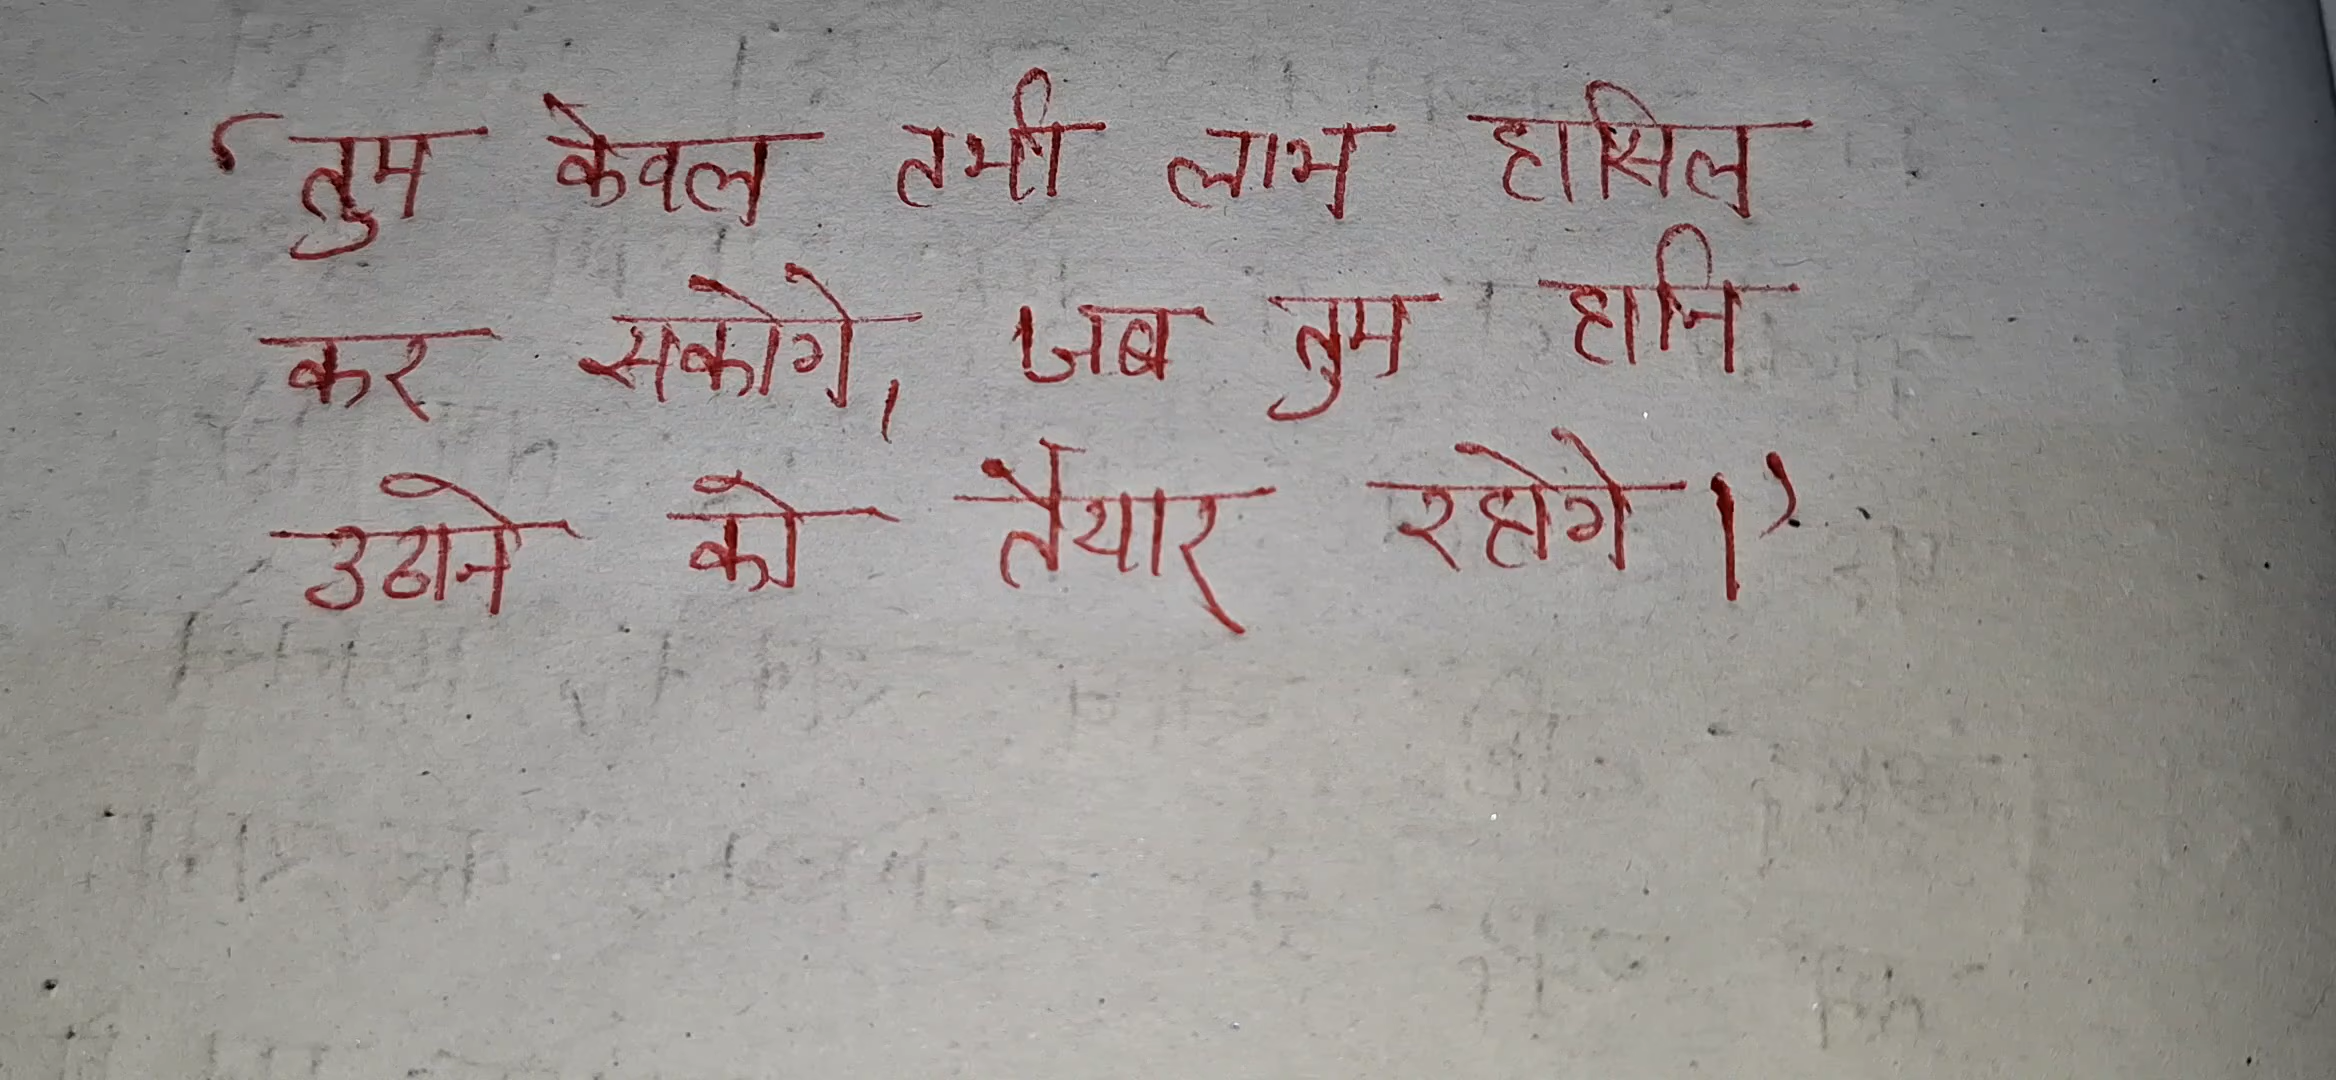 ‘तुम केवल तभी लाभ हासिल
कर सकोगे, जब तुम हानि
उठाने को तैयार रहोगे।’